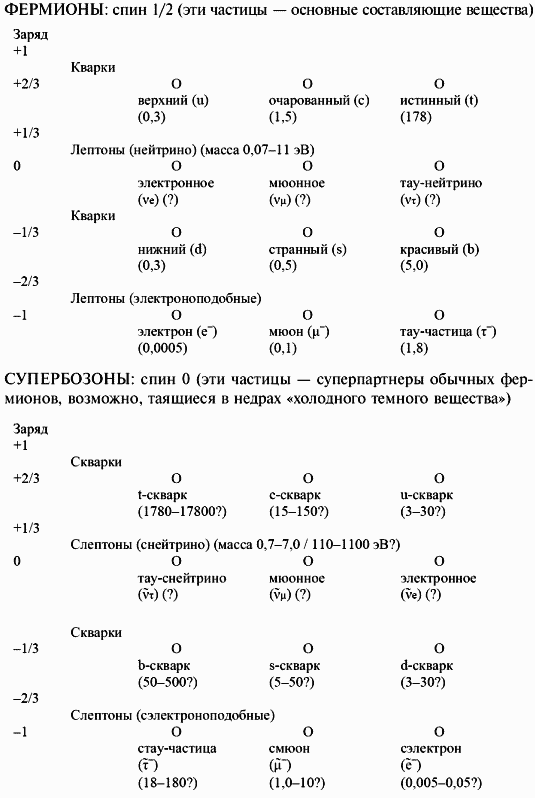 ФЕРМИОНЫ: спин 1/2 (эти частицы — основные составляющие вещества)
Заряд
+1
Кварки
+2/3 О О О
верхний (u) очарованный (c) истинный (t)
(0,3) (1,5) (178)
+1/3
Лептоны (нейтрино) (масса 0,07–11 эВ)
0 О О О
электронное мюонное тау-нейтрино
(νe) (?) (νμ) (?) (ντ) (?)
Кварки
–1/3 О О О
нижний (d) странный (s) красивый (b)
(0,3) (0,5) (5,0)
–2/3
Лептоны (электроноподобные)
–1 О О О
электрон (e⁻) мюон (μ⁻) тау-частица (τ⁻)
(0,0005) (0,1) (1,8)
СУПЕРБОЗОНЫ: спин 0 (эти частицы — суперпартнеры обычных фер-
мионов, возможно, таящиеся в недрах «холодного темного вещества»)
Заряд
+1
Скварки
+2/3 О О О
t-скварк c-скварк u-скварк
(1780–17800?) (15–150?) (3–30?)
+1/3
Слептоны (снейтрино) (масса 0,7–7,0 / 110–1100 эВ?)
0 О О О
тау-снейтрино мюонное электронное
(ν̃τ) (?) (ν̃μ) (?) (ν̃e) (?)
Скварки
–1/3 О О О
b-скварк s-скварк d-скварк
(50–500?) (5–50?) (3–30?)
–2/3
Слептоны (сэлектроноподобные)
–1 О О О
стау-частица смюон сэлектрон
(τ̃⁻) (μ̃⁻) (ẽ⁻)
(18–180?) (1,0–10?) (0,005–0,05?)